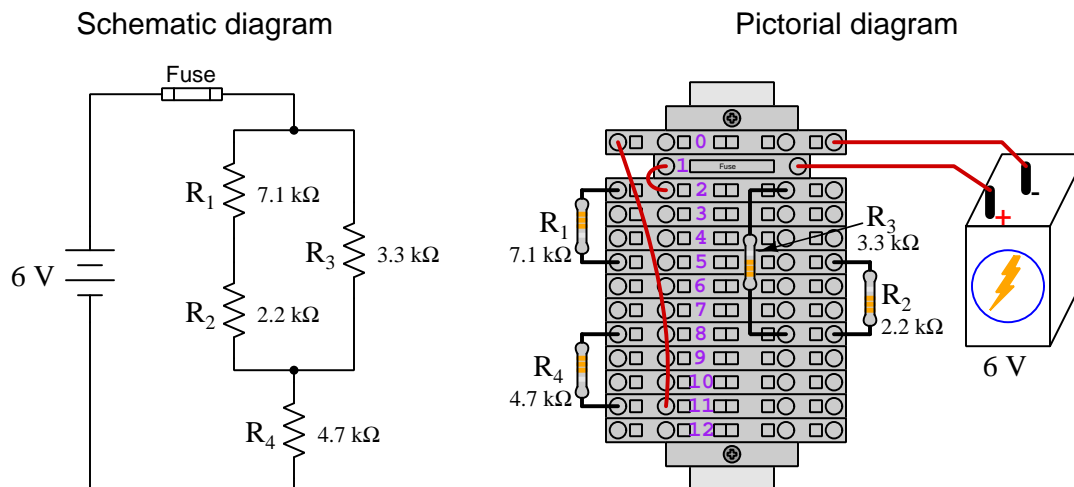 Schematic diagram
Fuse
R1
7.1 kΩ
R3
3.3 kΩ
6 V
R2
2.2 kΩ
R4
4.7 kΩ
Pictorial diagram
0
1
Fuse
2
3
4
5
6
7
8
9
10
11
12
R1
7.1 kΩ
R3
3.3 kΩ
R2
2.2 kΩ
R4
4.7 kΩ
-
+
6 V